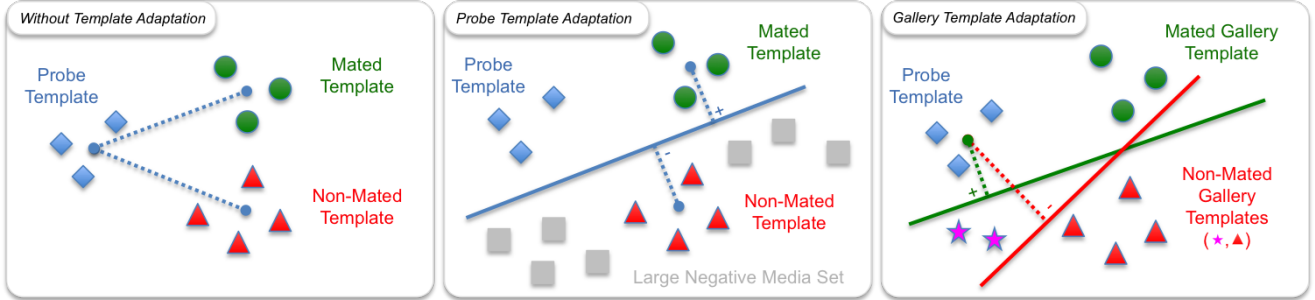 Without Template Adaptation
Probe
Template
Mated
Template
Non-Mated
Template
Probe Template Adaptation
Probe
Template
Mated
Template
+
-
Non-Mated
Template
Large Negative Media Set
Gallery Template Adaptation
Mated Gallery
Template
Probe
Template
+
-
Non-Mated
Gallery
Templates
(★,▲)